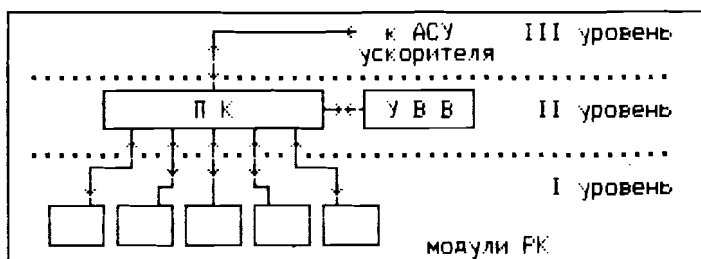 к АСУ III уровень
ускорителя
П К У В В II уровень
I уровень
модули РК